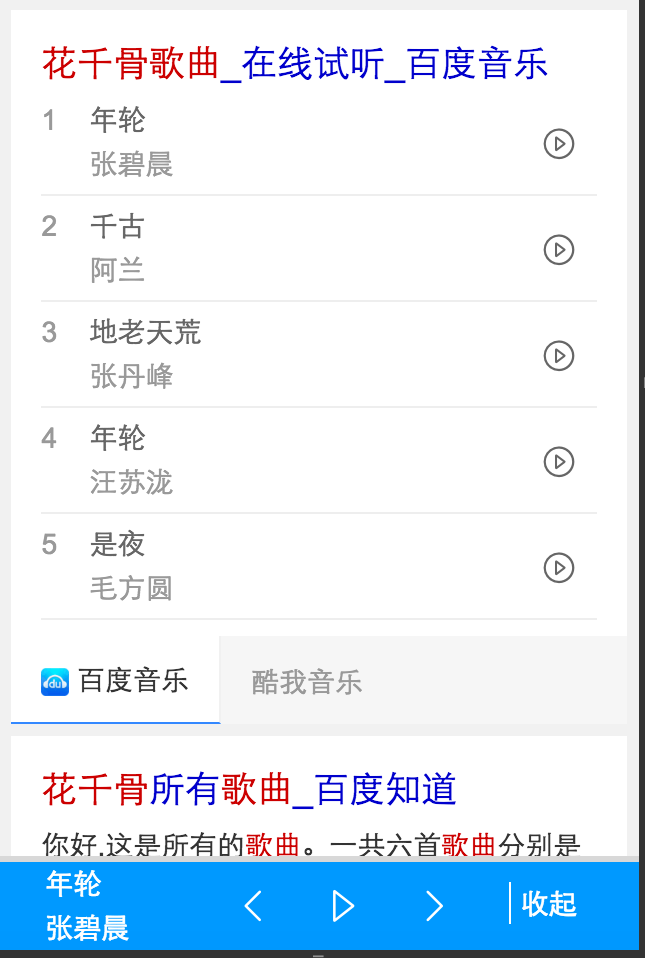 花千骨歌曲_在线试听_百度音乐
1 年轮
张碧晨
2 千古
阿兰
3 地老天荒
张丹峰
4 年轮
汪苏泷
5 是夜
毛方圆
du 百度音乐 酷我音乐
花千骨所有歌曲_百度知道
你好,这是所有的歌曲。一共六首歌曲分别是
年轮
张碧晨
收起